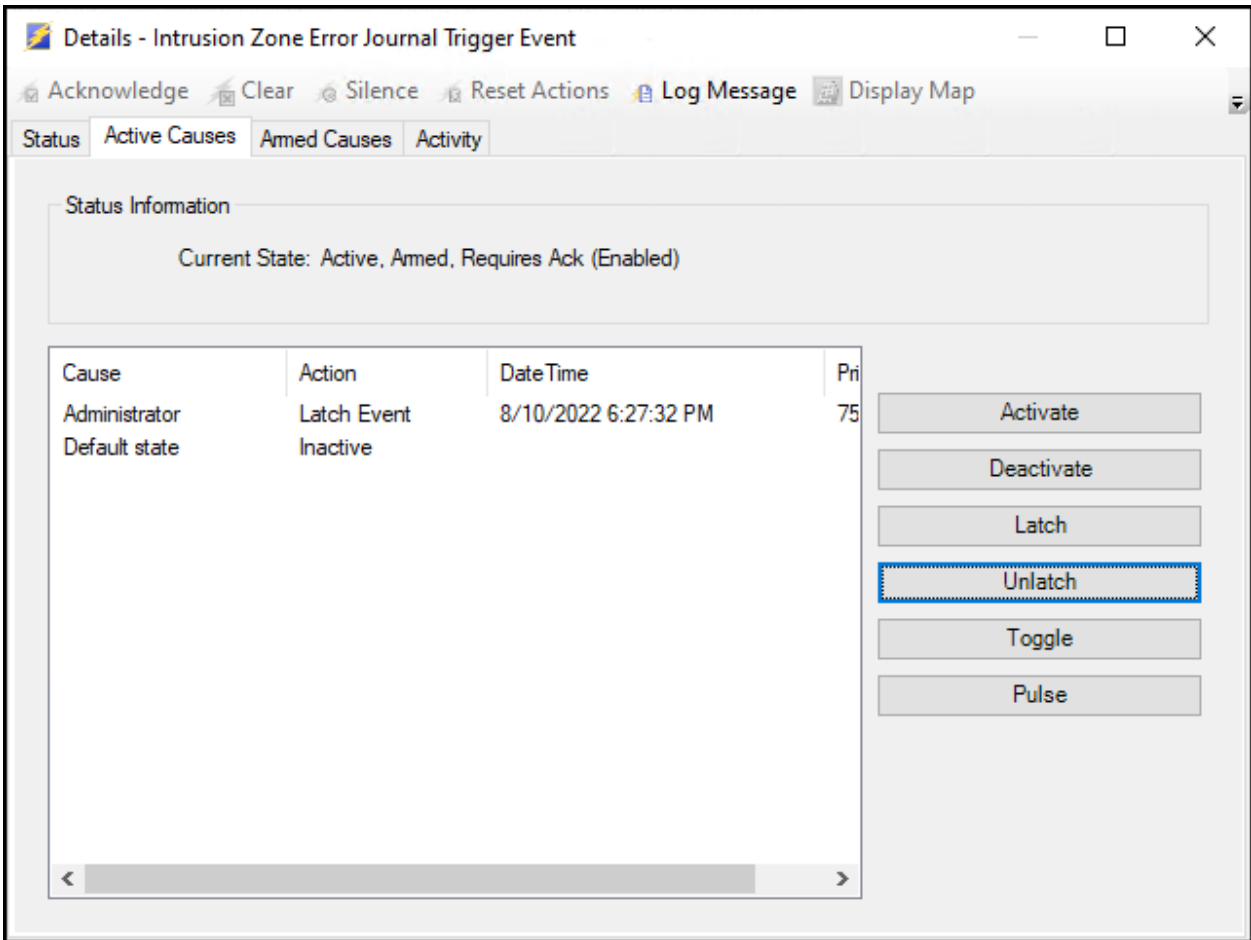 Details - Intrusion Zone Error Journal Trigger Event
Acknowledge Clear Silence Reset Actions Log Message Display Map
Status Active Causes Armed Causes Activity
Status Information
Current State: Active, Armed, Requires Ack (Enabled)
Cause Action DateTime Pri
Administrator Latch Event 8/10/2022 6:27:32 PM 75
Default state Inactive
Activate
Deactivate
Latch
Unlatch
Toggle
Pulse